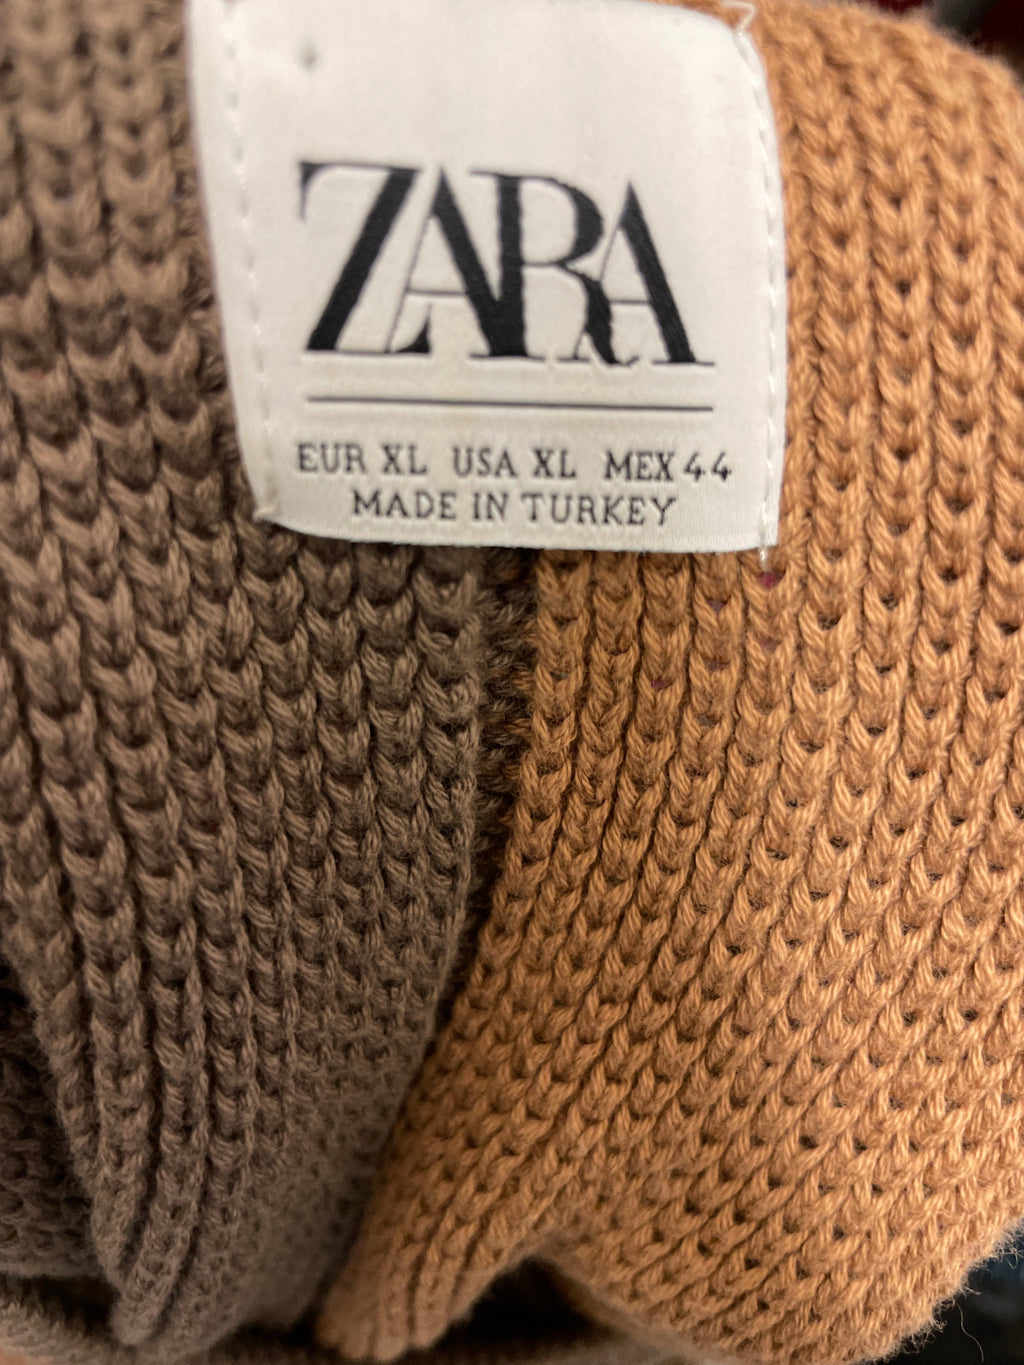 ZARA
EUR XL USA XL MEX 44
MADE IN TURKEY